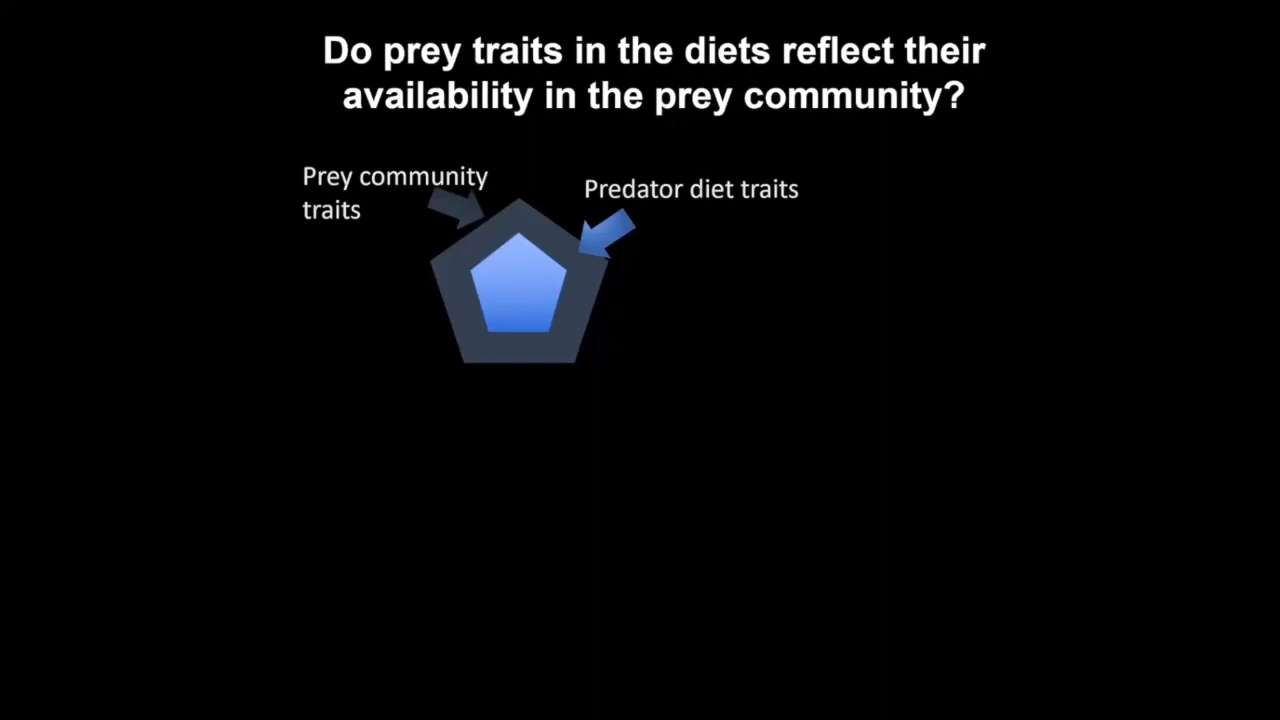 Do prey traits in the diets reflect their
availability in the prey community?
Prey community
traits
Predator diet traits